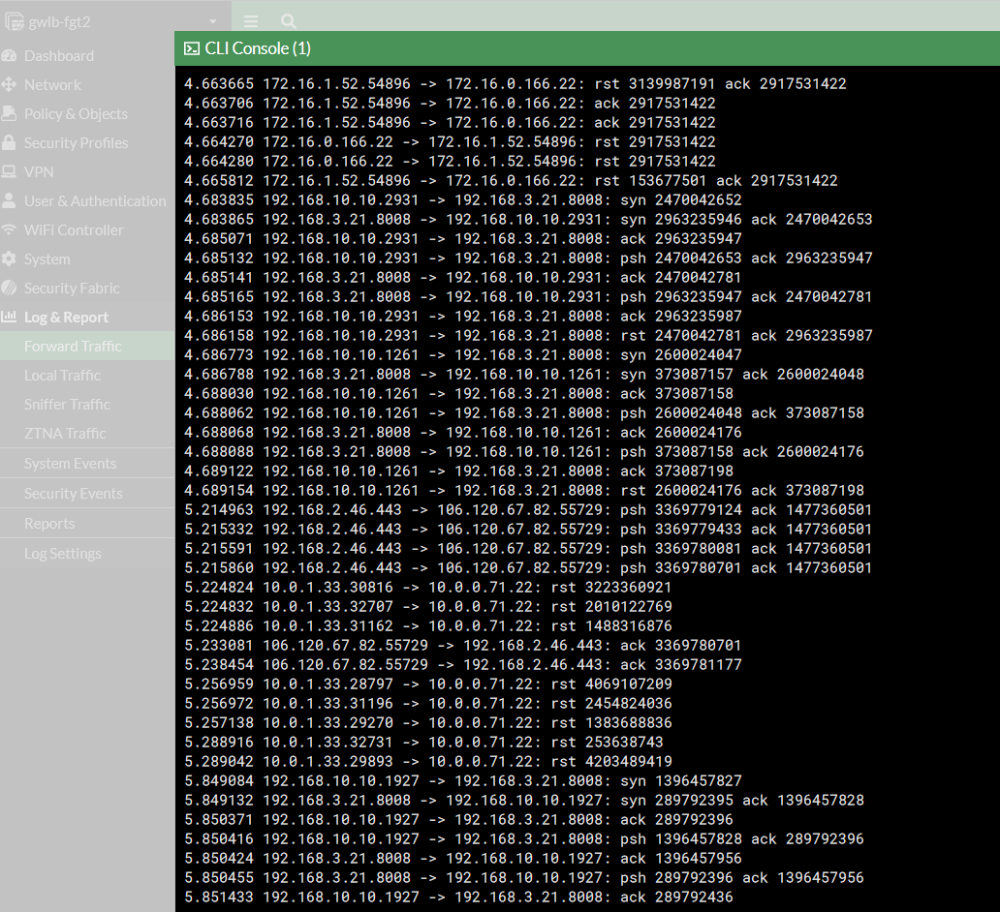 gwlb-fgt2
Dashboard
Network
Policy & Objects
Security Profiles
VPN
User & Authentication
WiFi Controller
System
Security Fabric
Log & Report
Forward Traffic
Local Traffic
Sniffer Traffic
ZTNA Traffic
System Events
Security Events
Reports
Log Settings
CLI Console (1)
4.663665 172.16.1.52.54896 -> 172.16.0.166.22: rst 3139987191 ack 2917531422
4.663706 172.16.1.52.54896 -> 172.16.0.166.22: ack 2917531422
4.663716 172.16.1.52.54896 -> 172.16.0.166.22: ack 2917531422
4.664270 172.16.0.166.22 -> 172.16.1.52.54896: rst 2917531422
4.664280 172.16.0.166.22 -> 172.16.1.52.54896: rst 2917531422
4.665812 172.16.1.52.54896 -> 172.16.0.166.22: rst 153677501 ack 2917531422
4.683835 192.168.10.10.2931 -> 192.168.3.21.8008: syn 2470042652
4.683865 192.168.3.21.8008 -> 192.168.10.10.2931: syn 2963235946 ack 2470042653
4.685071 192.168.10.10.2931 -> 192.168.3.21.8008: ack 2963235947
4.685132 192.168.10.10.2931 -> 192.168.3.21.8008: psh 2470042653 ack 2963235947
4.685141 192.168.3.21.8008 -> 192.168.10.10.2931: ack 2470042781
4.685165 192.168.3.21.8008 -> 192.168.10.10.2931: psh 2963235947 ack 2470042781
4.686153 192.168.10.10.2931 -> 192.168.3.21.8008: ack 2963235987
4.686158 192.168.10.10.2931 -> 192.168.3.21.8008: rst 2470042781 ack 2963235987
4.686773 192.168.10.10.1261 -> 192.168.3.21.8008: syn 2600024047
4.686788 192.168.3.21.8008 -> 192.168.10.10.1261: syn 373087157 ack 2600024048
4.688030 192.168.10.10.1261 -> 192.168.3.21.8008: ack 373087158
4.688062 192.168.10.10.1261 -> 192.168.3.21.8008: psh 2600024048 ack 373087158
4.688068 192.168.3.21.8008 -> 192.168.10.10.1261: ack 2600024176
4.688088 192.168.3.21.8008 -> 192.168.10.10.1261: psh 373087158 ack 2600024176
4.689122 192.168.10.10.1261 -> 192.168.3.21.8008: ack 373087198
4.689154 192.168.10.10.1261 -> 192.168.3.21.8008: rst 2600024176 ack 373087198
5.214963 192.168.2.46.443 -> 106.120.67.82.55729: psh 3369779124 ack 1477360501
5.215332 192.168.2.46.443 -> 106.120.67.82.55729: psh 3369779433 ack 1477360501
5.215591 192.168.2.46.443 -> 106.120.67.82.55729: psh 3369780081 ack 1477360501
5.215860 192.168.2.46.443 -> 106.120.67.82.55729: psh 3369780701 ack 1477360501
5.224824 10.0.1.33.30816 -> 10.0.0.71.22: rst 3223360921
5.224832 10.0.1.33.32707 -> 10.0.0.71.22: rst 2010122769
5.224886 10.0.1.33.31162 -> 10.0.0.71.22: rst 1488316876
5.233081 106.120.67.82.55729 -> 192.168.2.46.443: ack 3369780701
5.238454 106.120.67.82.55729 -> 192.168.2.46.443: ack 3369781177
5.256959 10.0.1.33.28797 -> 10.0.0.71.22: rst 4069107209
5.256972 10.0.1.33.31196 -> 10.0.0.71.22: rst 2454824036
5.257138 10.0.1.33.29270 -> 10.0.0.71.22: rst 1383688836
5.288916 10.0.1.33.32731 -> 10.0.0.71.22: rst 253638743
5.289042 10.0.1.33.29893 -> 10.0.0.71.22: rst 4203489419
5.849084 192.168.10.10.1927 -> 192.168.3.21.8008: syn 1396457827
5.849132 192.168.3.21.8008 -> 192.168.10.10.1927: syn 289792395 ack 1396457828
5.850371 192.168.10.10.1927 -> 192.168.3.21.8008: ack 289792396
5.850416 192.168.10.10.1927 -> 192.168.3.21.8008: psh 1396457828 ack 289792396
5.850424 192.168.3.21.8008 -> 192.168.10.10.1927: ack 1396457956
5.850455 192.168.3.21.8008 -> 192.168.10.10.1927: psh 289792396 ack 1396457956
5.851433 192.168.10.10.1927 -> 192.168.3.21.8008: ack 289792436